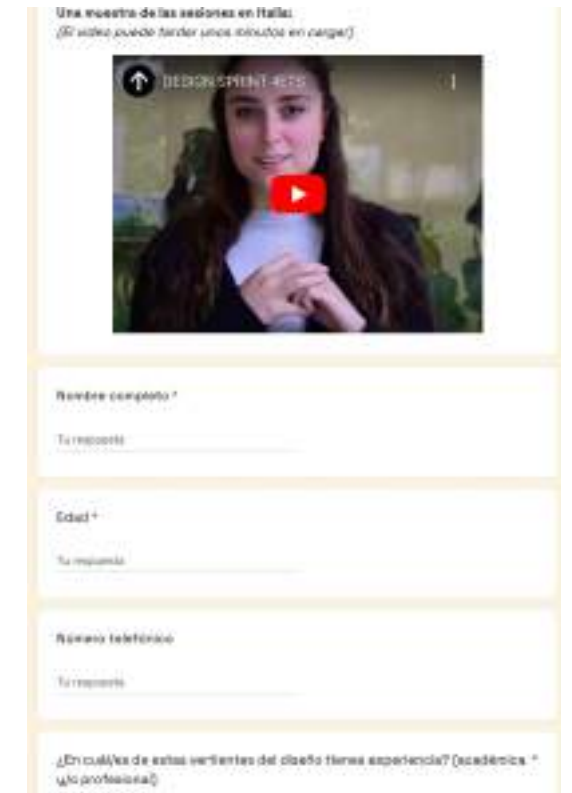 Una muestra de las sesiones en Italia:
(El video puede tardar unos minutos en cargar)
DESIGN SPRINT 4ETS
Nombre completo *
Tu respuesta
Edad *
Tu respuesta
Número telefónico
Tu respuesta
¿En cuál/es de estas vertientes del diseño tienes experiencia? (académica *
y/o profesional)